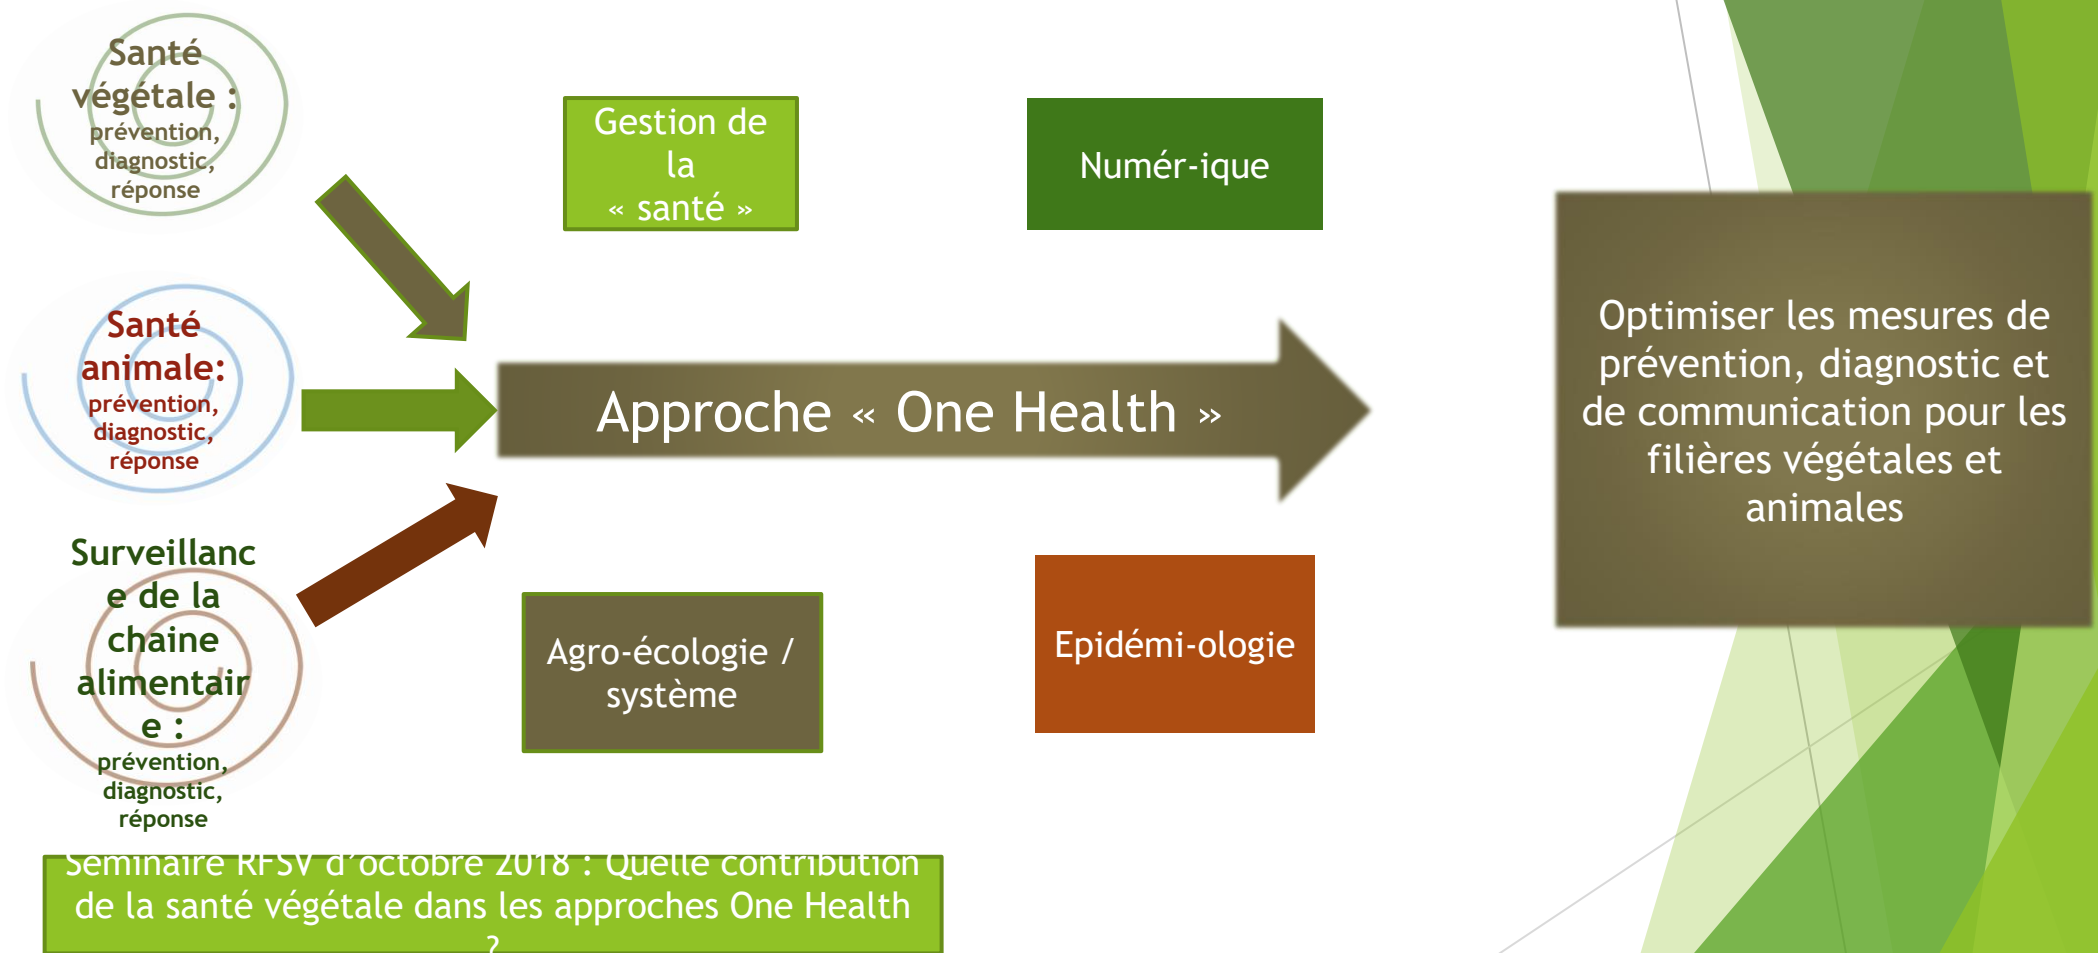 Santé
végétale :
prévention,
diagnostic,
réponse
Gestion de
la
« santé »
Numér-ique
Santé
animale:
prévention,
diagnostic,
réponse
Approche « One Health »
Optimiser les mesures de
prévention, diagnostic et
de communication pour les
filières végétales et
animales
Surveillanc
e de la
chaine
alimentair
e :
prévention,
diagnostic,
réponse
Agro-écologie /
système
Epidémi-ologie
Séminaire RFSV d’octobre 2018 : Quelle contribution
de la santé végétale dans les approches One Health
?